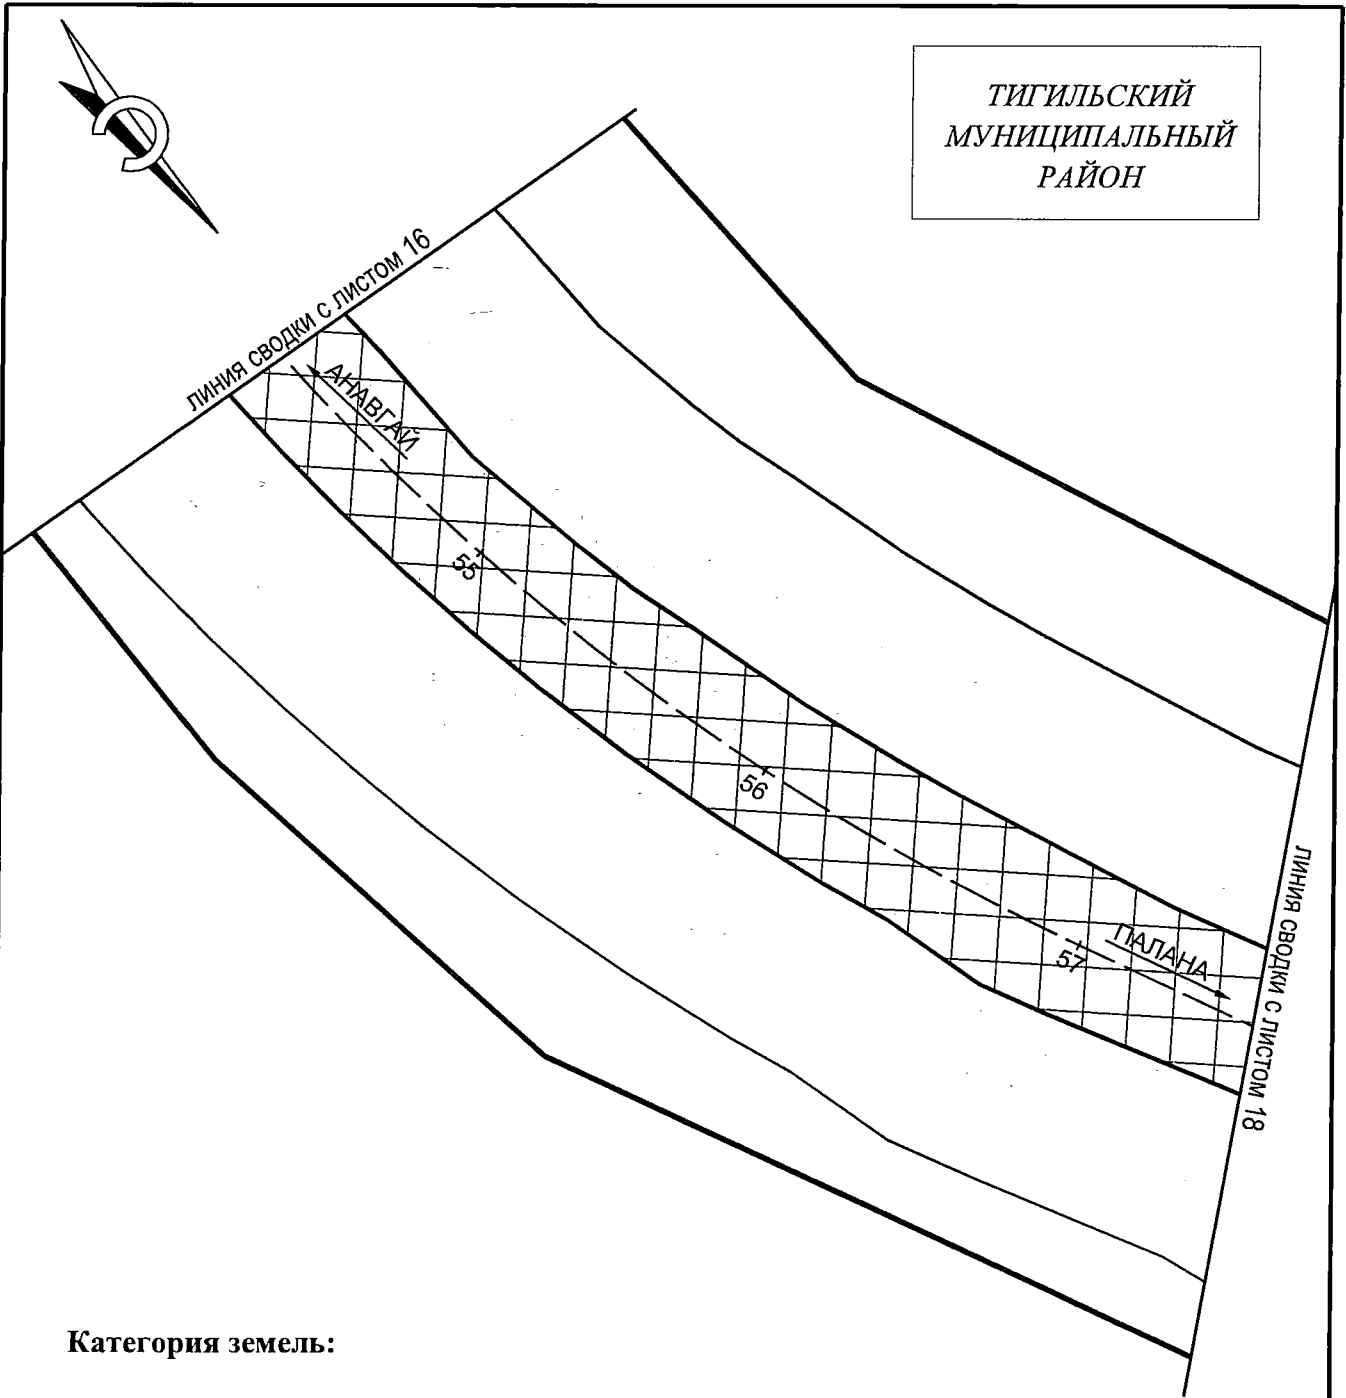 С
ТИГИЛЬСКИЙ
МУНИЦИПАЛЬНЫЙ
РАЙОН
ЛИНИЯ СВОДКИ С ЛИСТОМ 16
АНАВГАЙ
55
56
57
ПАЛАНА
ЛИНИЯ СВОДКИ С ЛИСТОМ 18
Категория земель: